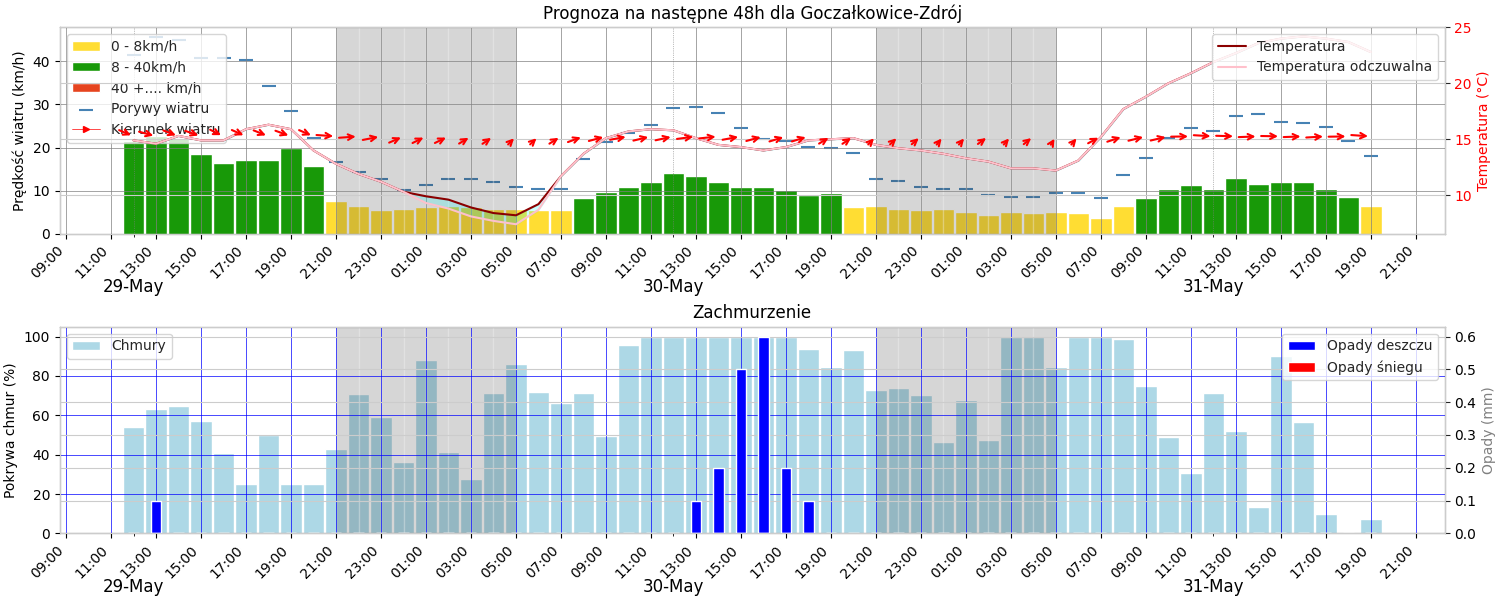 Prognoza na następne 48h dla Goczałkowice-Zdrój
Prędkość wiatru (km/h)
0 10 20 30 40
0 - 8km/h
8 - 40km/h
40 +.... km/h
Porywy wiatru
Kierunek wiatru
Temperatura
Temperatura odczuwalna
10 15 20 25
Temperatura (°C)
09:00 11:00 13:00 15:00 17:00 19:00 21:00 23:00 01:00 03:00 05:00 07:00 09:00 11:00 13:00 15:00 17:00 19:00 21:00 23:00 01:00 03:00 05:00 07:00 09:00 11:00 13:00 15:00 17:00 19:00 21:00
29-May 30-May 31-May
Zachmurzenie
Pokrywa chmur (%)
0 20 40 60 80 100
Chmury
Opady deszczu
Opady śniegu
0.0 0.1 0.2 0.3 0.4 0.5 0.6
Opady (mm)
09:00 11:00 13:00 15:00 17:00 19:00 21:00 23:00 01:00 03:00 05:00 07:00 09:00 11:00 13:00 15:00 17:00 19:00 21:00 23:00 01:00 03:00 05:00 07:00 09:00 11:00 13:00 15:00 17:00 19:00 21:00
29-May 30-May 31-May